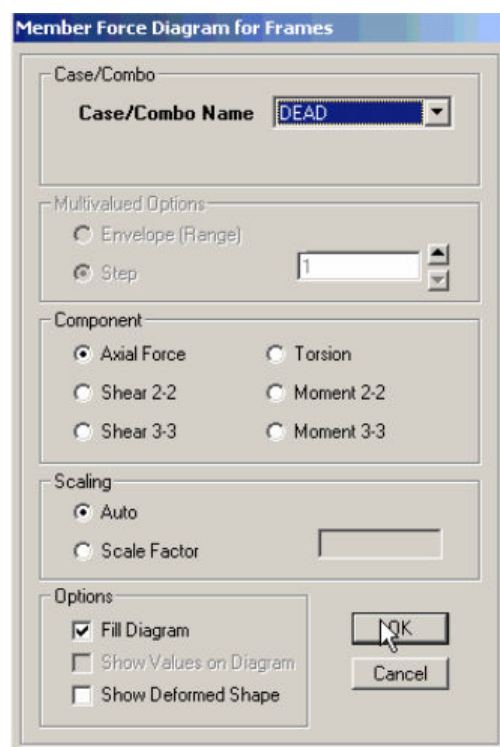 Member Force Diagram for Frames
Case/Combo
Case/Combo Name DEAD
Multivalued Options
Envelope (Range)
Step 1
Component
Axial Force Torsion
Shear 2-2 Moment 2-2
Shear 3-3 Moment 3-3
Scaling
Auto
Scale Factor
Options
Fill Diagram
Show Values on Diagram
Show Deformed Shape
OK
Cancel